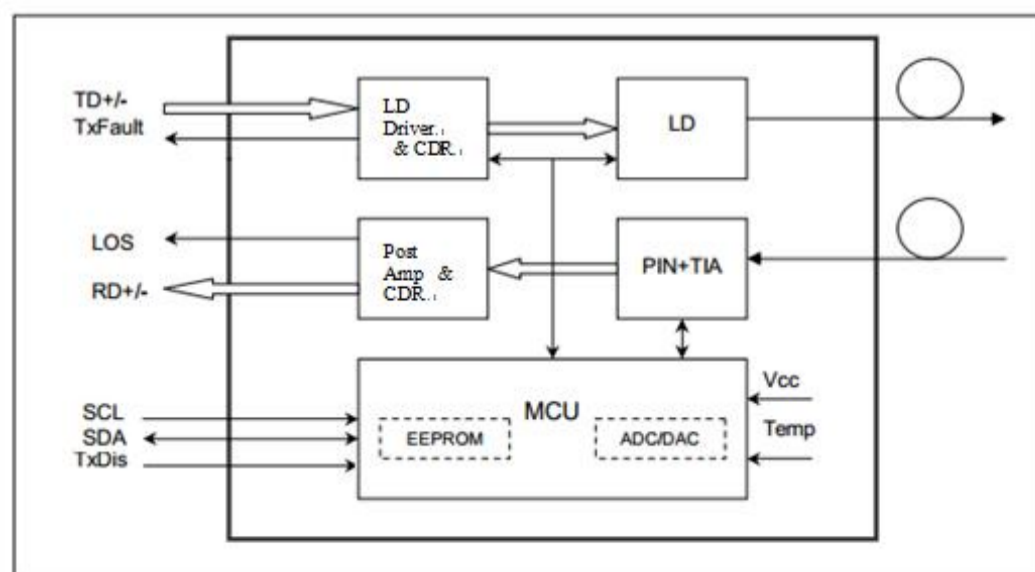 TD+/-
TxFault
LD
Driver
& CDR
LD
LOS
RD+/-
Post
Amp &
CDR
PIN+TIA
SCL
SDA
TxDis
MCU
EEPROM
ADC/DAC
Vcc
Temp